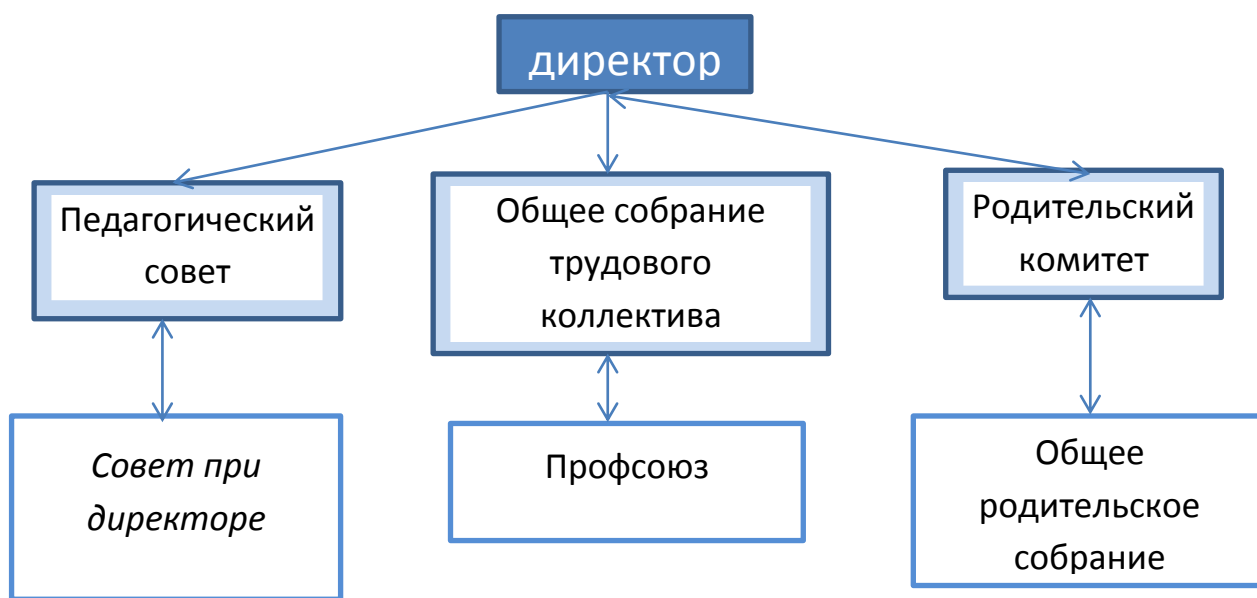 директор
Педагогический
совет
Общее собрание
трудового
коллектива
Родительский
комитет
Совет при
директоре
Профсоюз
Общее
родительское
собрание